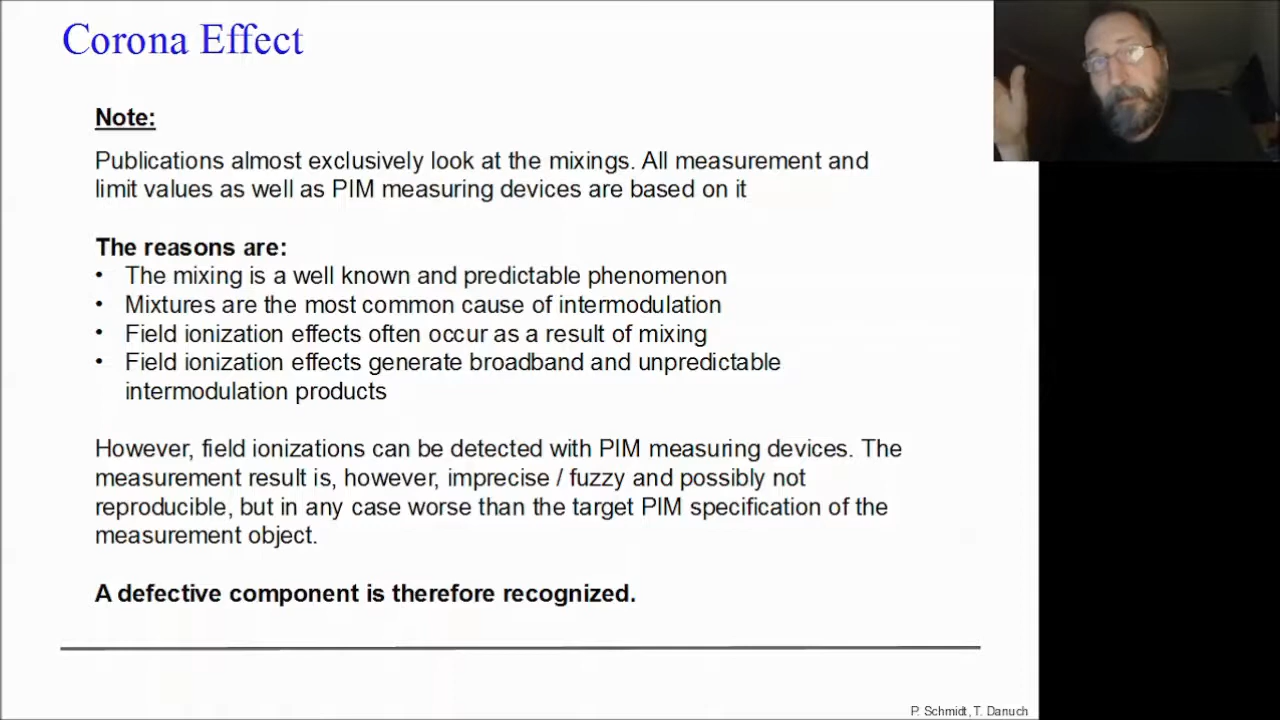 Corona Effect
Note:
Publications almost exclusively look at the mixings. All measurement and
limit values as well as PIM measuring devices are based on it
The reasons are:
• The mixing is a well known and predictable phenomenon
• Mixtures are the most common cause of intermodulation
• Field ionization effects often occur as a result of mixing
• Field ionization effects generate broadband and unpredictable
intermodulation products
However, field ionizations can be detected with PIM measuring devices. The
measurement result is, however, imprecise / fuzzy and possibly not
reproducible, but in any case worse than the target PIM specification of the
measurement object.
A defective component is therefore recognized.
P. Schmidt, T. Danuch